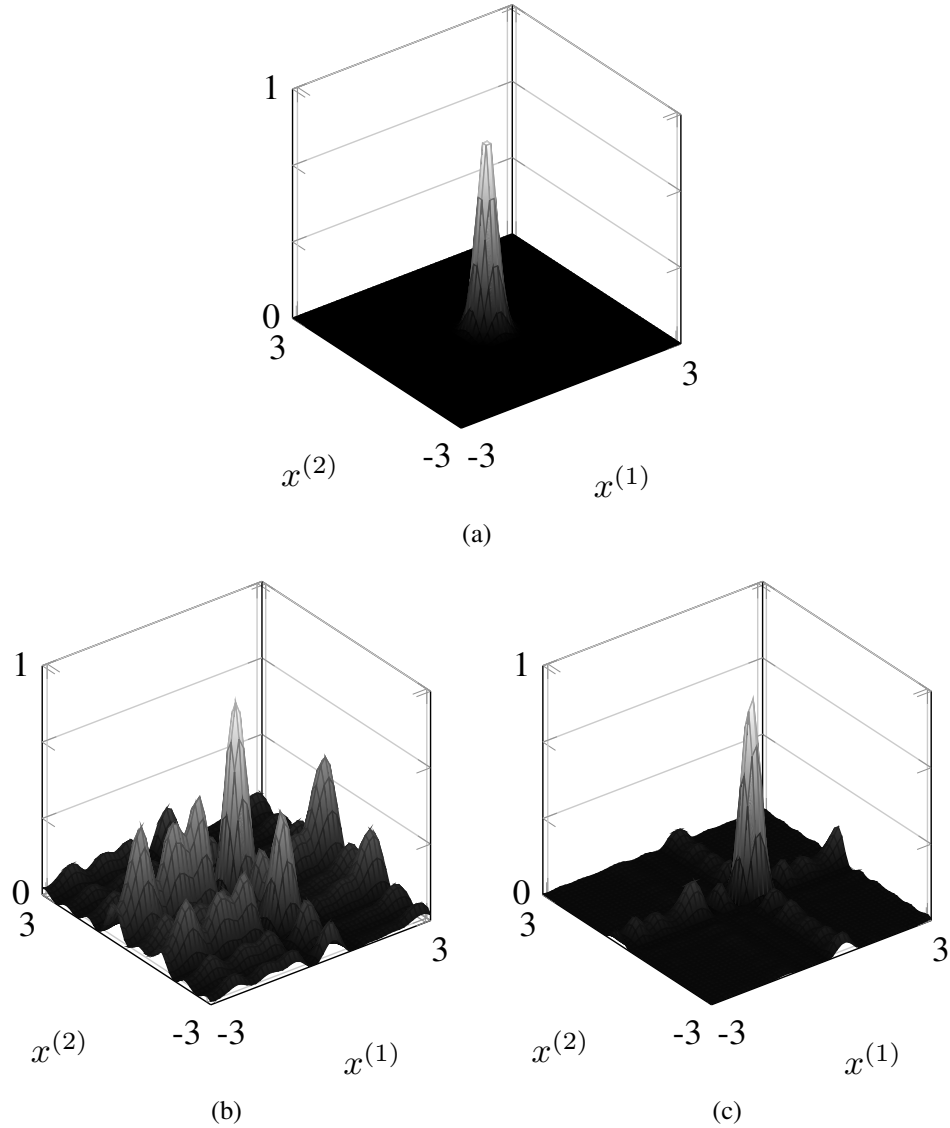 1
0
3
3
-3 -3
x^{(2)}
x^{(1)}
(a)
1
1
0
0
3
3
3
3
-3 -3
-3 -3
x^{(2)}
x^{(1)}
x^{(2)}
x^{(1)}
(b)
(c)